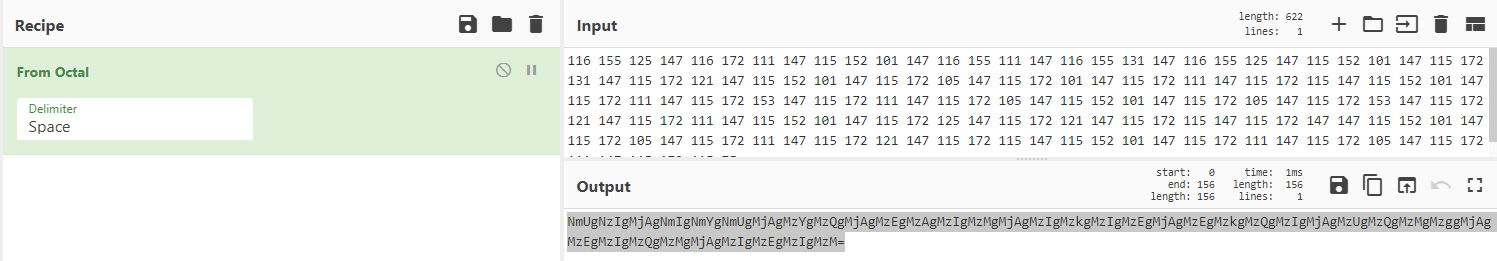 Recipe
From Octal
Delimiter
Space
Input
length: 622
lines: 1
116 155 125 147 116 172 111 147 115 152 101 147 116 155 111 147 116 155 131 147 116 155 125 147 115 152 101 147 115 172
131 147 115 172 121 147 115 152 101 147 115 172 105 147 115 172 101 147 115 172 111 147 115 172 115 147 115 152 101 147
115 172 111 147 115 172 153 147 115 172 111 147 115 172 105 147 115 152 101 147 115 172 105 147 115 172 153 147 115 172
121 147 115 172 111 147 115 152 101 147 115 172 125 147 115 172 121 147 115 172 115 147 115 172 147 147 115 152 101 147
115 172 105 147 115 172 111 147 115 172 121 147 115 172 115 147 115 152 101 147 115 172 111 147 115 172 105 147 115 172
Output
start: 0 time: 1ms
end: 156 length: 156
length: 156 lines: 1
NmUgNzIgMjAgNmIgNmYgNmUgMjAgMzYgMzQgMjAgMzEgMzAgMzIgMzMgMjAgMzIgMzkgMzIgMzEgMjAgMzEgMzkgMzQgMzIgMjAgMzUgMzQgMzMgMzggMjAg
MzEgMzIgMzQgMzMgMjAgMzIgMzEgMzIgMzM=